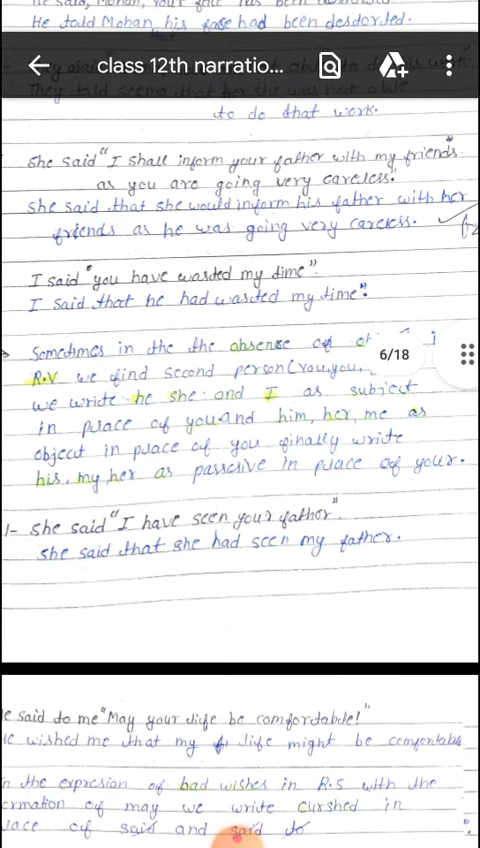 He told Mohan his fase had been desdorled.
class 12th narratio...
to do that work.
She said "I shall inform your father with my friends.
as you are going very careless."
She said that she would inform his father with her
friends as he was going very careless.
I said "you have wasted my time".
I said that he had wasted my time".
6/18
Sometimes in the the absense of
R.V we find second person (You, you,
we write he she and I as subject
in place of you and him, her, me as
object in place of you finally write
his, my, her as passesive in place of your.
1- She said "I have seen your father".
She said that she had seen my father.
e said to me "May your life be comfortable!"
He wished me that my life might be comfortable
n the expresion of bad wishes in R.S with the
ormation of may we write curshed in
lace of said and said to